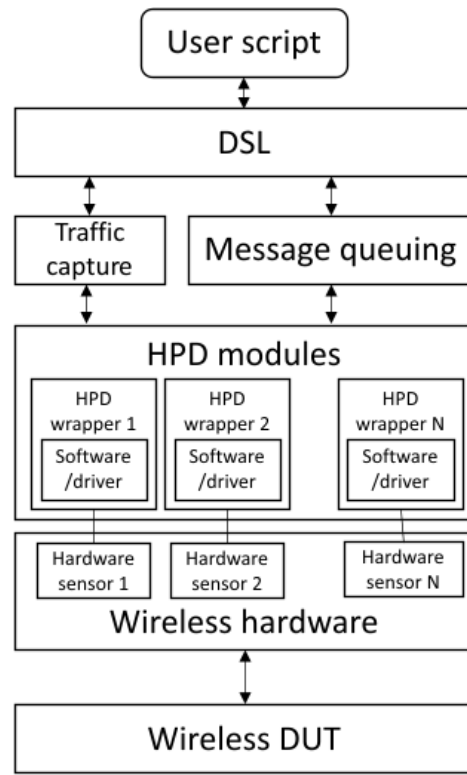 User script
DSL
Traffic
capture
Message queuing
HPD modules
HPD
wrapper 1
Software
/driver
HPD
wrapper 2
Software
/driver
HPD
wrapper N
Software
/driver
Hardware
sensor 1
Hardware
sensor 2
Hardware
sensor N
Wireless hardware
Wireless DUT